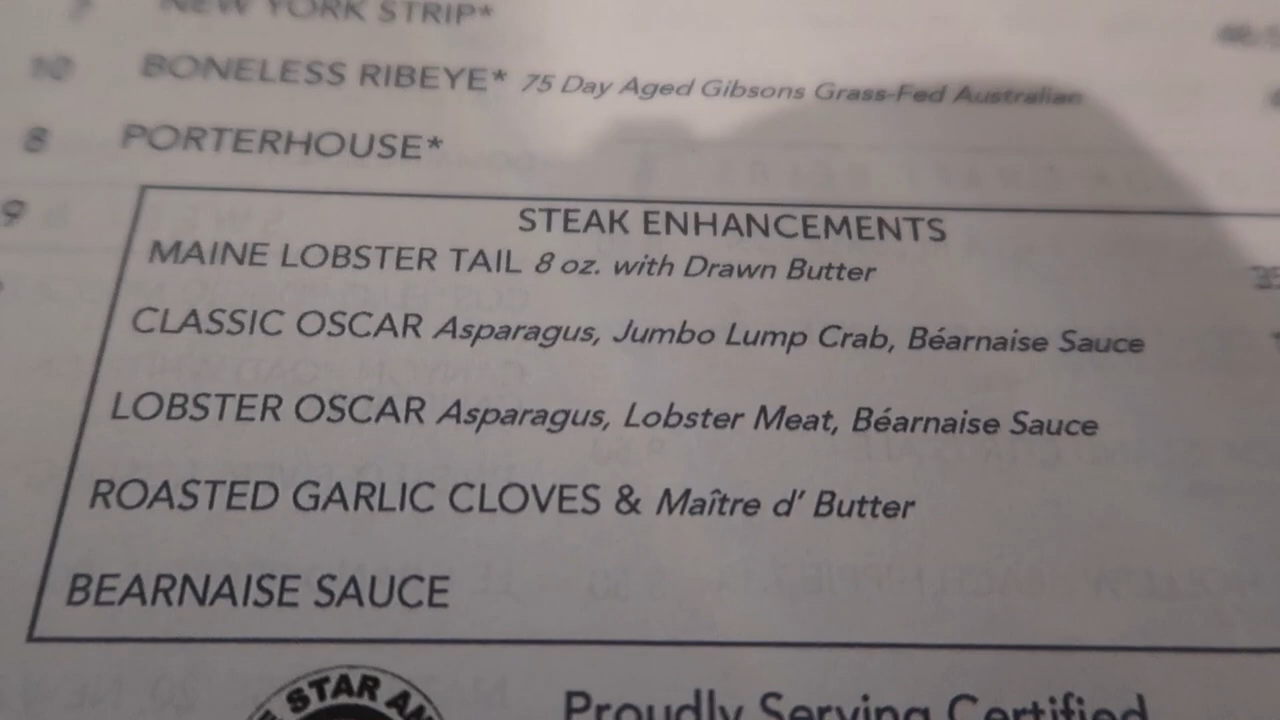 NEW YORK STRIP*
10 BONELESS RIBEYE* 75 Day Aged Gibsons Grass-Fed Australian
8 PORTERHOUSE*
9
STEAK ENHANCEMENTS
MAINE LOBSTER TAIL 8 oz. with Drawn Butter
CLASSIC OSCAR Asparagus, Jumbo Lump Crab, Béarnaise Sauce
LOBSTER OSCAR Asparagus, Lobster Meat, Béarnaise Sauce
ROASTED GARLIC CLOVES & Maître d' Butter
BEARNAISE SAUCE
STAR
Proudly Serving Certified